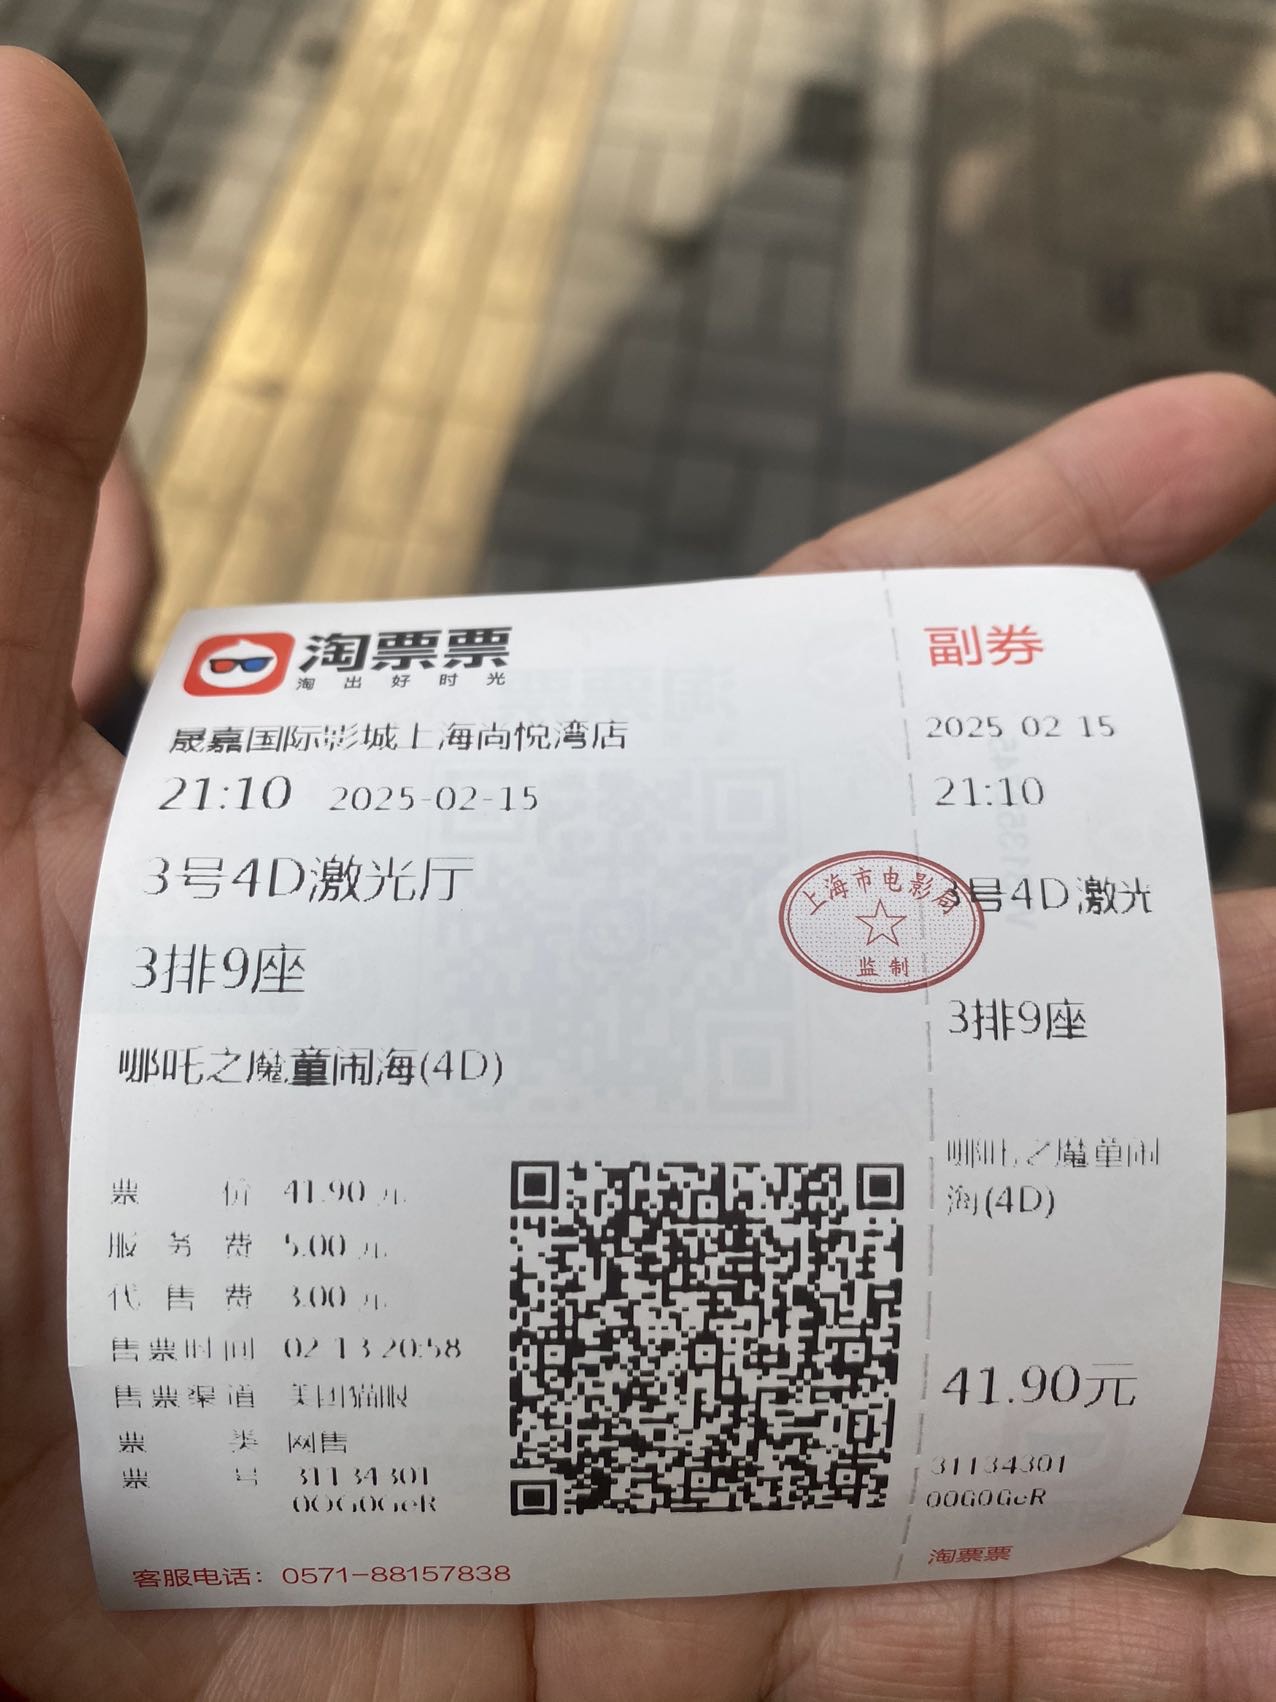 淘票票
淘出好时光
晟嘉国际影城上海尚悦湾店
21:10 2025-02-15
3号4D激光厅
3排9座
哪吒之魔童闹海(4D)
票 价 41.90 元
服 务 费 5.00 元
代 售 费 3.00 元
售票时间 02-13 20:58
售票渠道 美团猫眼
票 类 网售
票 号 31134301
00G0GeR
客服电话：0571-88157838
上海市电影局
监制
副券
2025-02-15
21:10
3号4D激光
3排9座
哪吒之魔童闹
海(4D)
41.90元
31134301
00G0GeR
淘票票